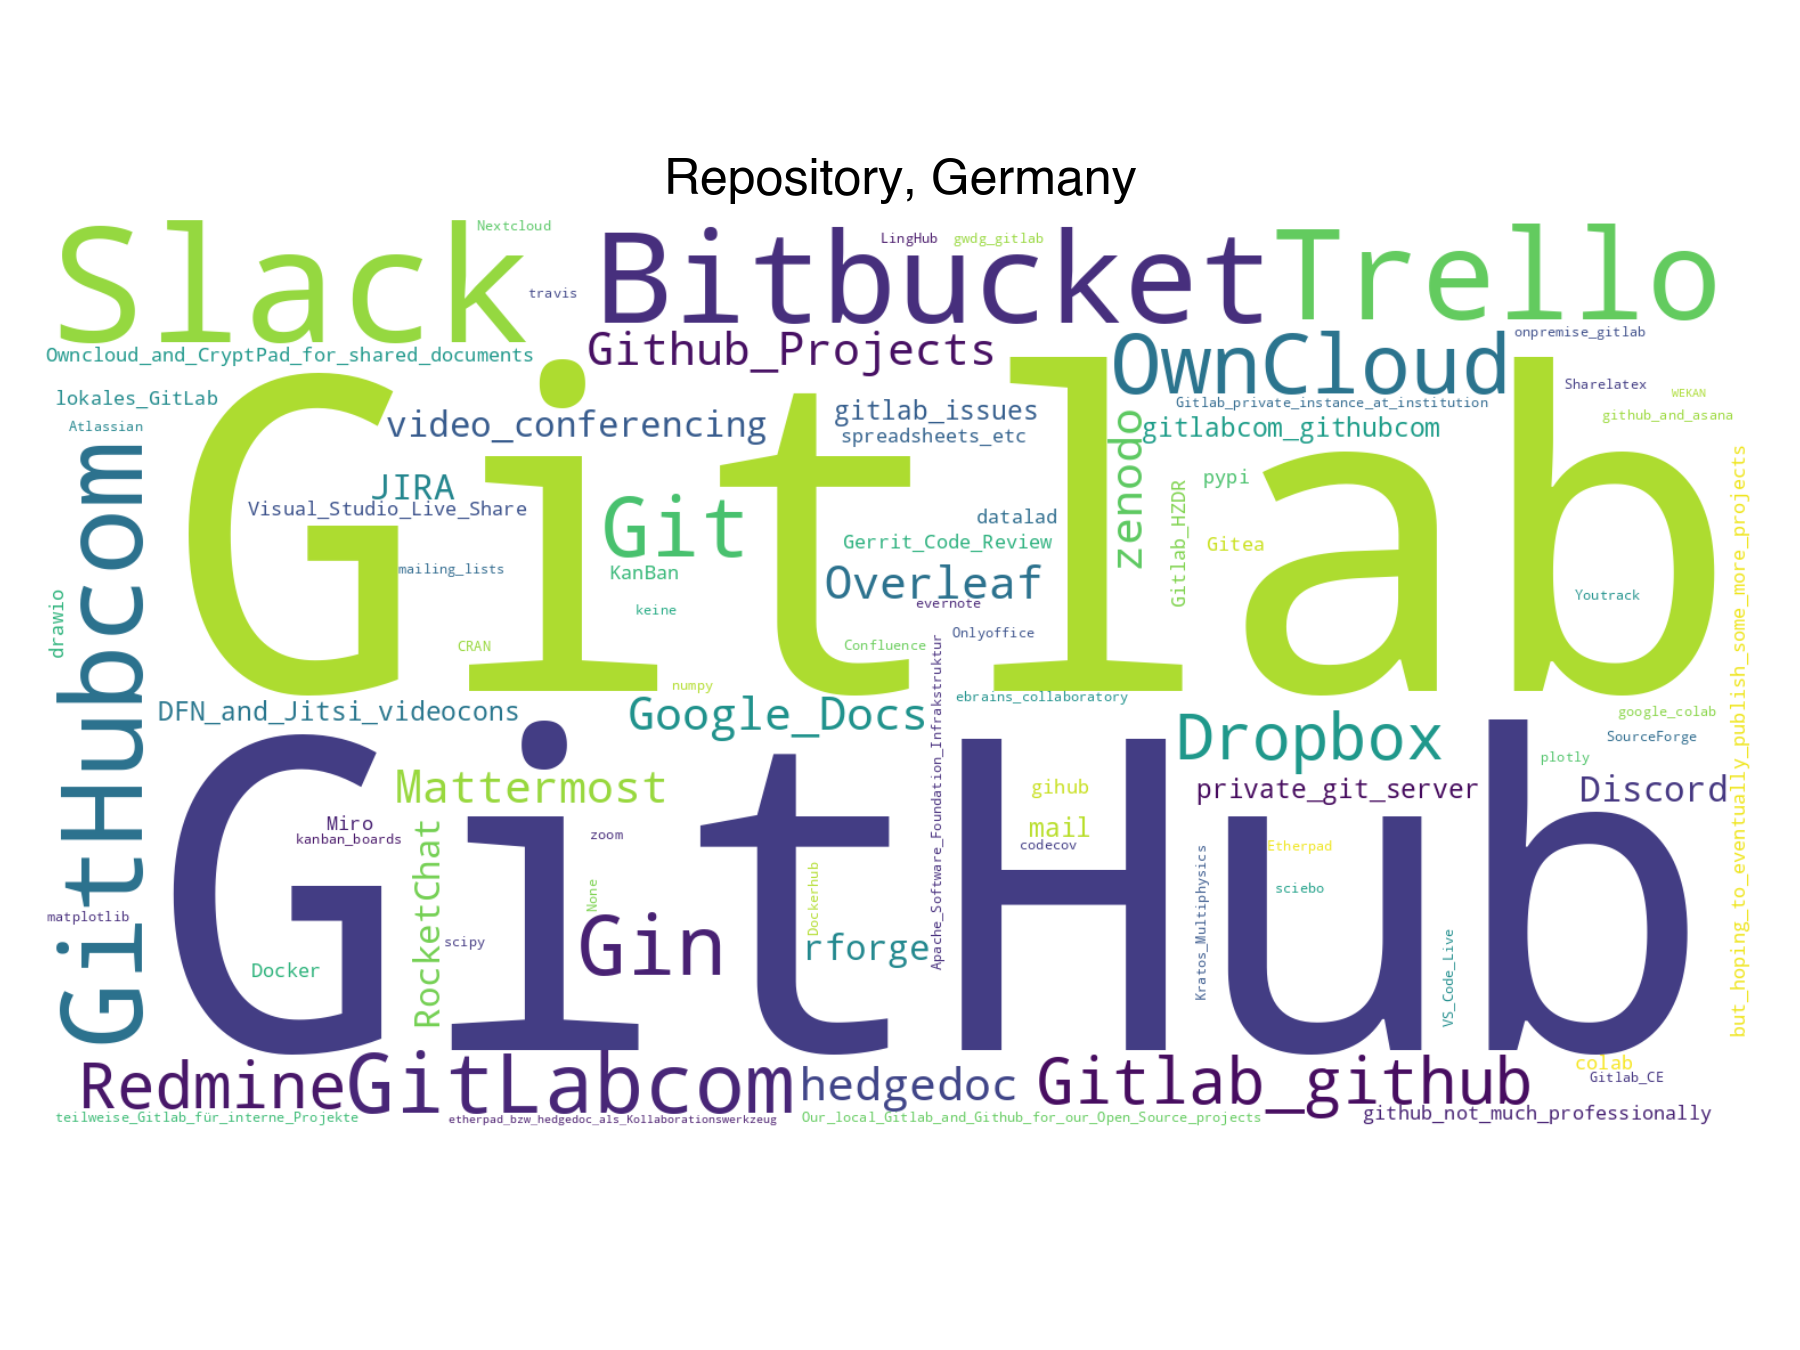 Repository, Germany
Slack
Nextcloud
travis
Bitbucket
LingHub
gwdg_gitlab
Trello
Owncloud_and_CryptPad_for_shared_documents
Github_Projects
OwnCloud
onpremise_gitlab
lokales_GitLab
Atlassian
video_conferencing
gitlab_issues
spreadsheets_etc
Gitlab_private_instance_at_institution
Sharelatex
WEKAN
github_and_asana
gitlabcom_githubcom
zenodo
Gitlab
GitHubcom
JIRA
Visual_Studio_Live_Share
Git
datalad
Gerrit_Code_Review
Gitlab_HZDR
pypi
Gitea
mailing_lists
KanBan
keine
Overleaf
evernote
Onlyoffice
Youtrack
drawio
CRAN
Confluence
numpy
but_hoping_to_eventually_publish_some_more_projects
DFN_and_Jitsi_videocons
Google_Docs
Apache_Software_Foundation_Infrakstruktur
ebrains_collaboratory
Dropbox
google_colab
SourceForge
plotly
GitHub
Mattermost
gihub
private_git_server
Discord
Miro
kanban_boards
zoom
mail
codecov
Etherpad
RocketChat
None
Dockerhub
Kratos_Multiphysics
sciebo
matplotlib
scipy
Gin
rforge
VS_Code_Live
Docker
Redmine
GitLabcom
hedgedoc
Gitlab_github
colab
Gitlab_CE
teilweise_Gitlab_für_interne_Projekte
etherpad_bzw_hedgedoc_als_Kollaborationswerkzeug
Our_local_Gitlab_and_Github_for_our_Open_Source_projects
github_not_much_professionally